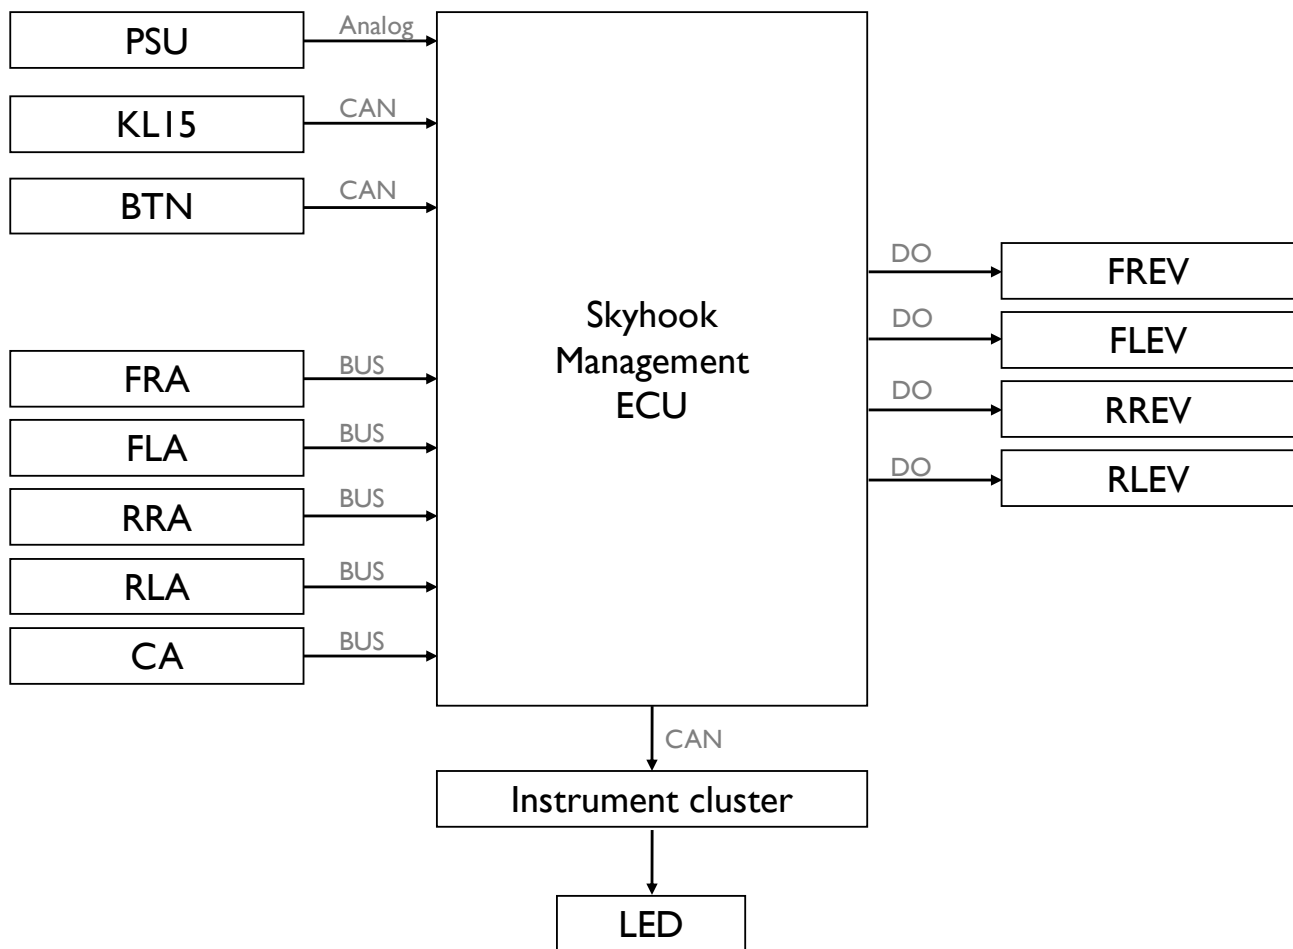 PSU
Analog
KL15
CAN
BTN
CAN
FRA
BUS
FLA
BUS
RRA
BUS
RLA
BUS
CA
BUS
Skyhook
Management
ECU
DO
FREV
DO
FLEV
DO
RREV
DO
RLEV
CAN
Instrument cluster
LED